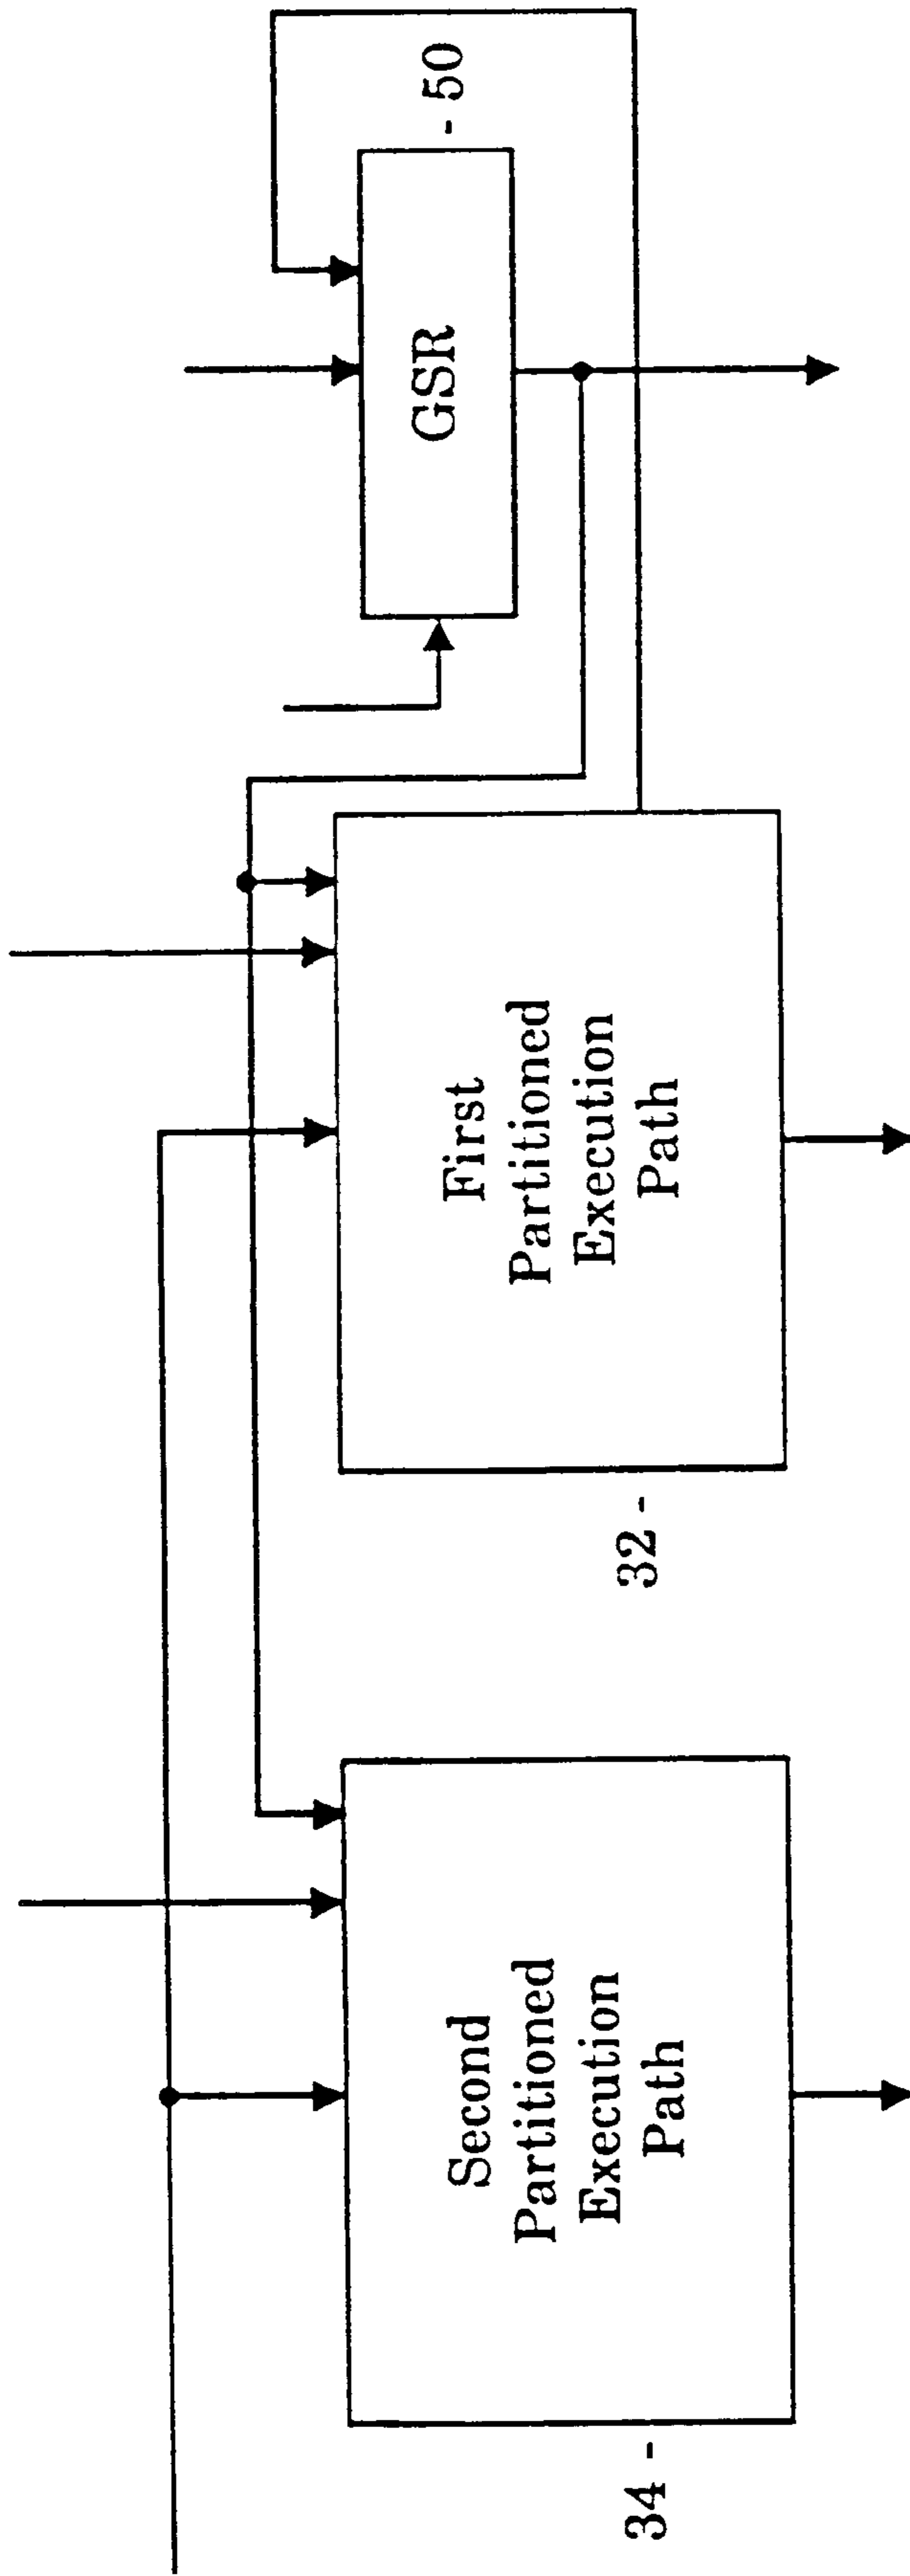 Second
Partitioned
Execution
Path
34 -
First
Partitioned
Execution
Path
32 -
GSR
- 50